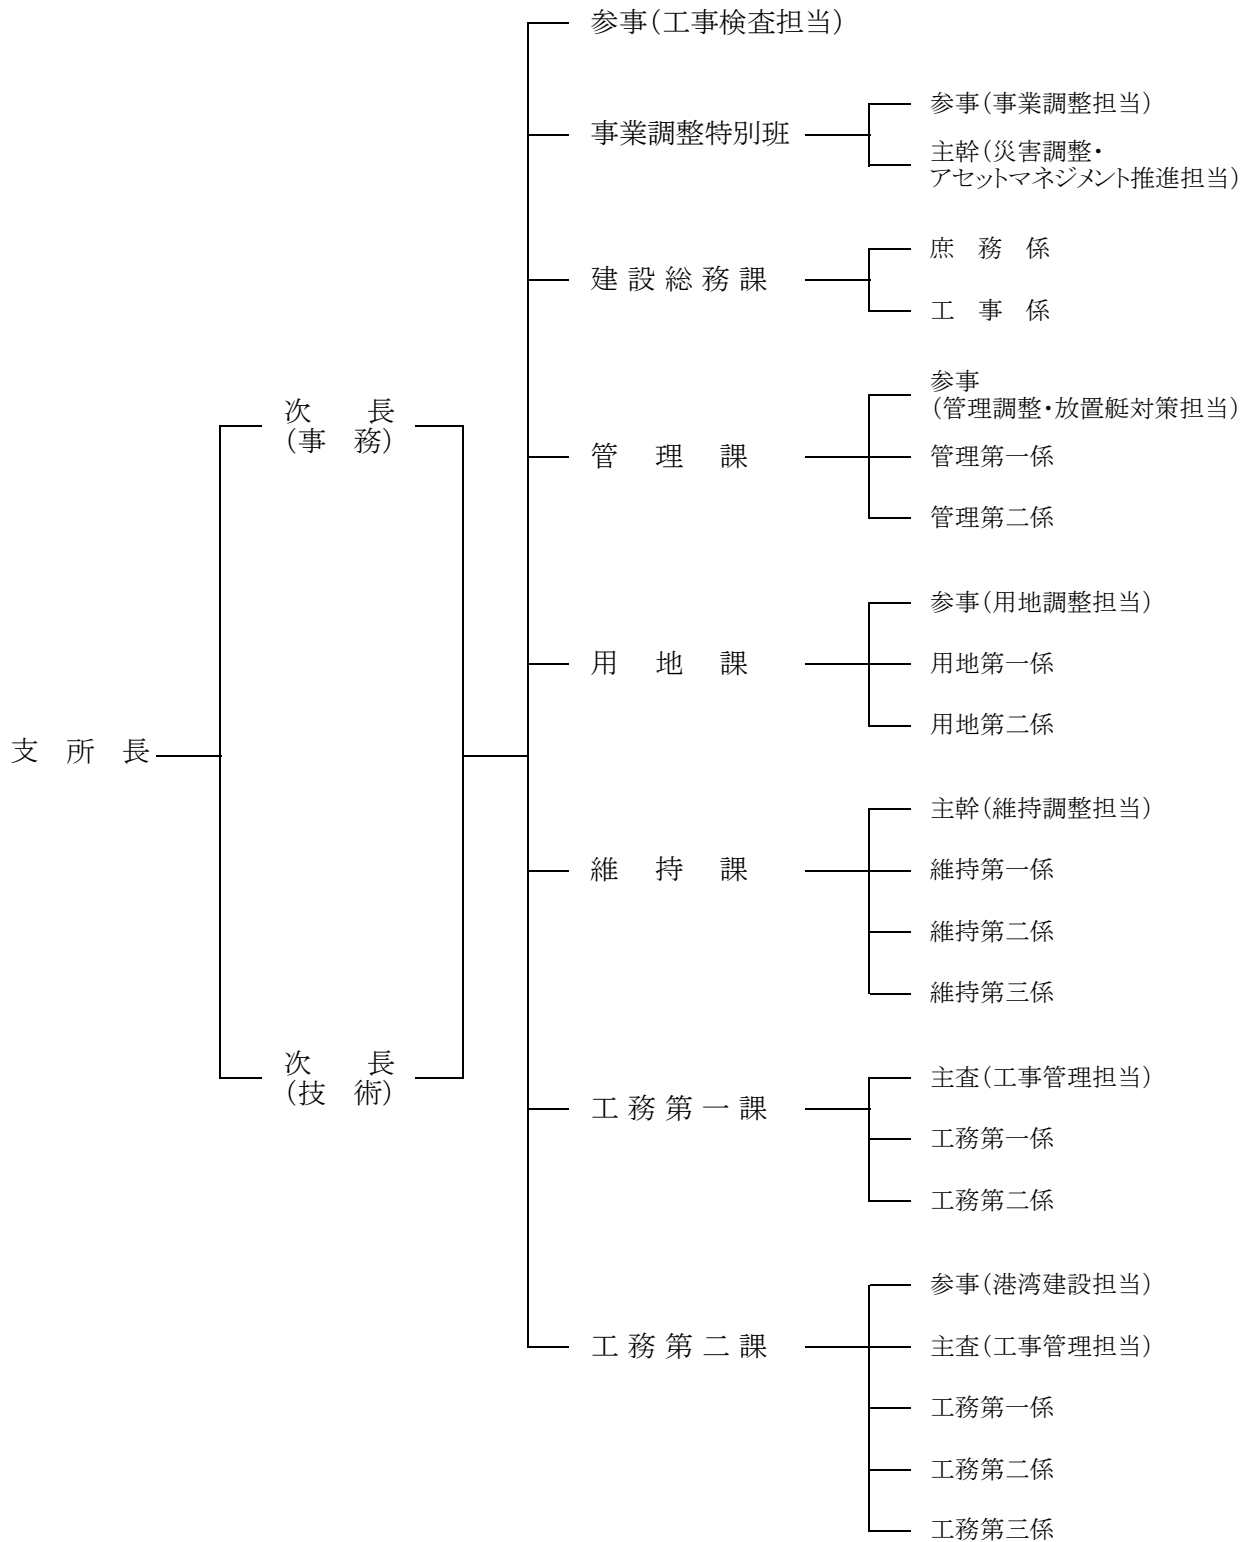 参事(工事検査担当)
事業調整特別班
参事(事業調整担当)
主幹(災害調整・
アセットマネジメント推進担当)
建設総務課
庶務係
工事係
管理課
参事
(管理調整・放置艇対策担当)
管理第一係
管理第二係
用地課
参事(用地調整担当)
用地第一係
用地第二係
支所長
次長
(事務)
次長
(技術)
維持課
主幹(維持調整担当)
維持第一係
維持第二係
維持第三係
工務第一課
主査(工事管理担当)
工務第一係
工務第二係
工務第二課
参事(港湾建設担当)
主査(工事管理担当)
工務第一係
工務第二係
工務第三係